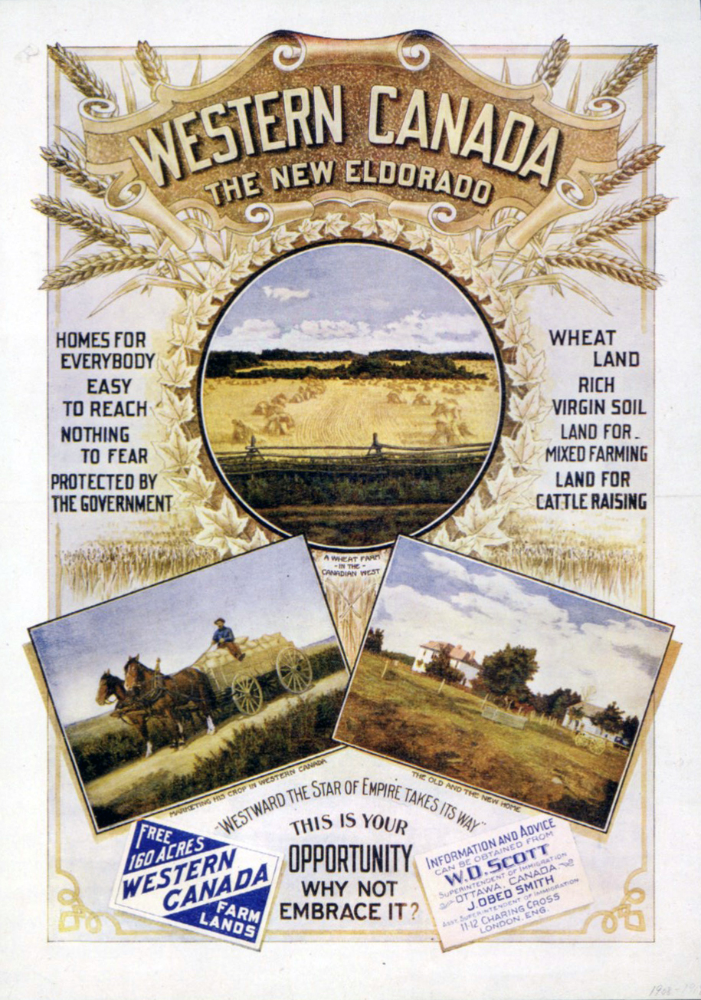 WESTERN CANADA
THE NEW ELDORADO
HOMES FOR
EVERYBODY
EASY
TO REACH
NOTHING
TO FEAR
PROTECTED BY
THE GOVERNMENT
WHEAT
LAND
RICH
VIRGIN SOIL
LAND FOR
MIXED FARMING
LAND FOR
CATTLE RAISING
A WHEAT FARM
- IN THE -
CANADIAN WEST
MARKETING HIS CROP IN WESTERN CANADA
THE OLD AND THE NEW HOME
"WESTWARD THE STAR OF EMPIRE TAKES ITS WAY"
THIS IS YOUR
OPPORTUNITY
WHY NOT
EMBRACE IT?
FREE
160 ACRES
WESTERN
CANADA
FARM
LANDS
INFORMATION AND ADVICE
CAN BE OBTAINED FROM
W.D. SCOTT
SUPERINTENDENT OF IMMIGRATION
OTTAWA, CANADA
J. OBED SMITH
ASST. SUPERINTENDENT OF IMMIGRATION
11-12 CHARING CROSS
LONDON, ENG.